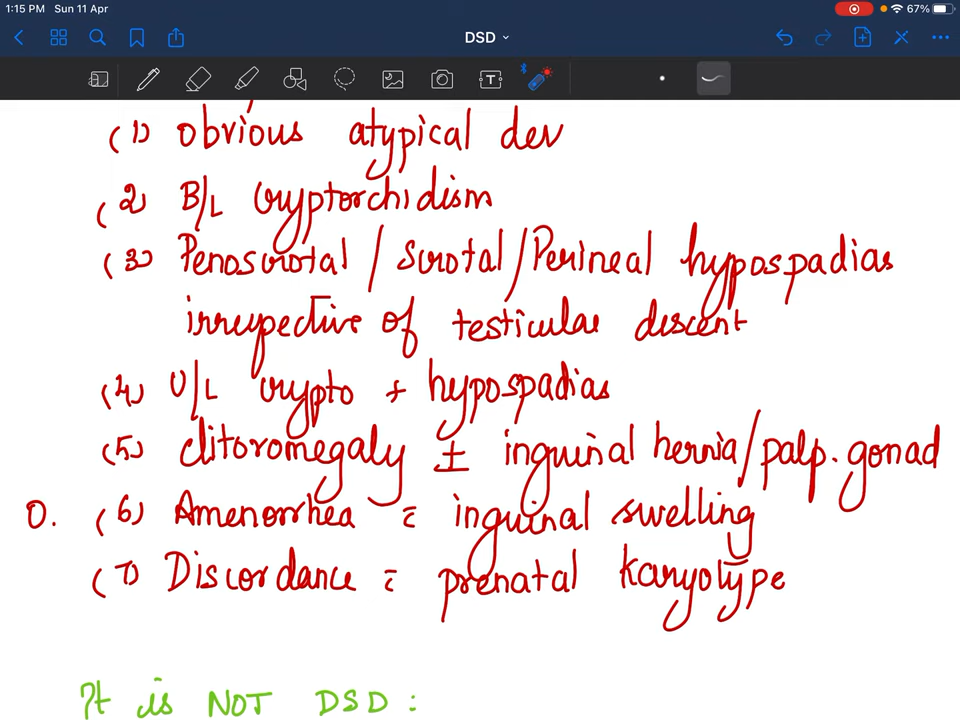 1:15 PM Sun 11 Apr
67%
DSD
T
(1) Obvious atypical dev
(2) B/L Cryptorchidism
(3) Penoscrotal / Scrotal / Perineal hypospadias
irrespective of testicular descent
(4) U/L crypto + hypospadias
(5) Clitoromegaly ± inguinal hernia/palp. gonad
O. (6) Amenorrhea c̄ inguinal swelling
(7) Discordance c̄ prenatal karyotype
It is NOT DSD :